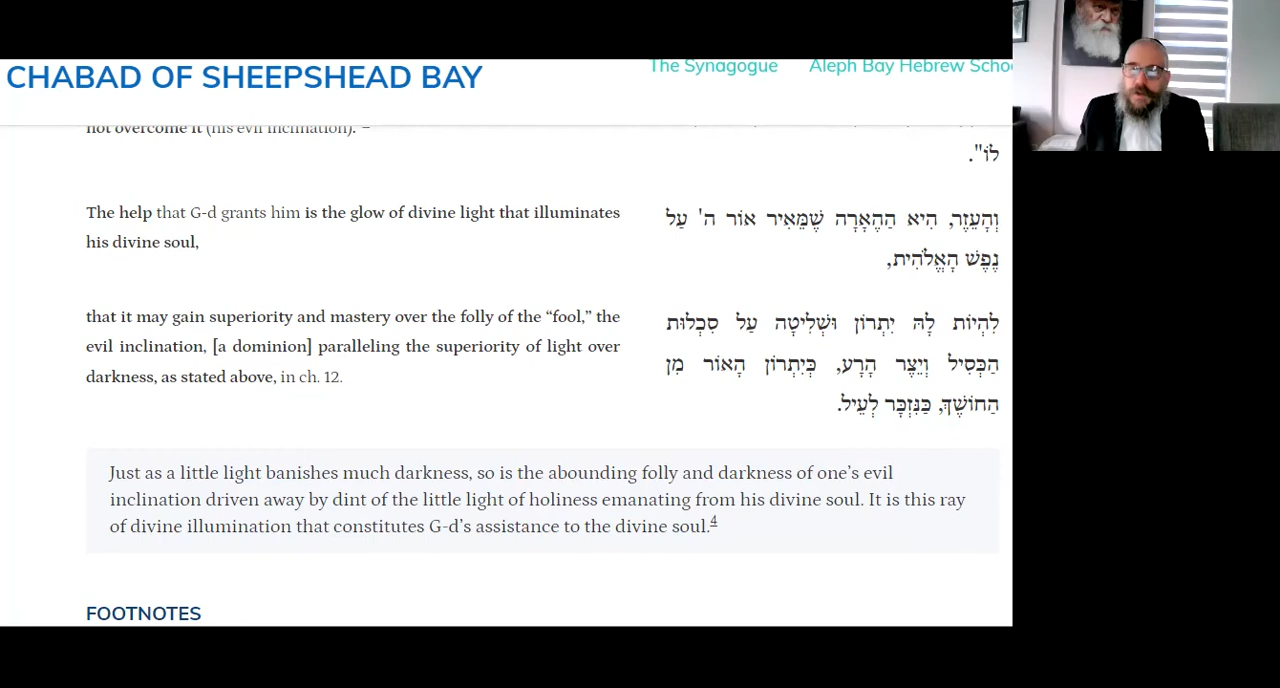 CHABAD OF SHEEPSHEAD BAY
The Synagogue Aleph Bay Hebrew Schoo
not overcome it (his evil inclination).
לוֹ".
The help that G-d grants him is the glow of divine light that illuminates
his divine soul,
וְהָעֵזֶר, הִיא הַהֶאָרָה שֶׁמֵּאִיר אוֹר ה' עַל
נֶפֶשׁ הָאֱלֹהִית,
that it may gain superiority and mastery over the folly of the “fool,” the
evil inclination, [a dominion] paralleling the superiority of light over
darkness, as stated above, in ch. 12.
לִהְיוֹת לָהּ יִתְרוֹן וּשְׁלִיטָה עַל סִכְלוּת
הַכְּסִיל וְיֵצֶר הָרָע, כְּיִתְרוֹן הָאוֹר מִן
הַחוֹשֶׁךְ, כַּנִּזְכָּר לְעֵיל.
Just as a little light banishes much darkness, so is the abounding folly and darkness of one’s evil
inclination driven away by dint of the little light of holiness emanating from his divine soul. It is this ray
of divine illumination that constitutes G-d’s assistance to the divine soul.4
FOOTNOTES